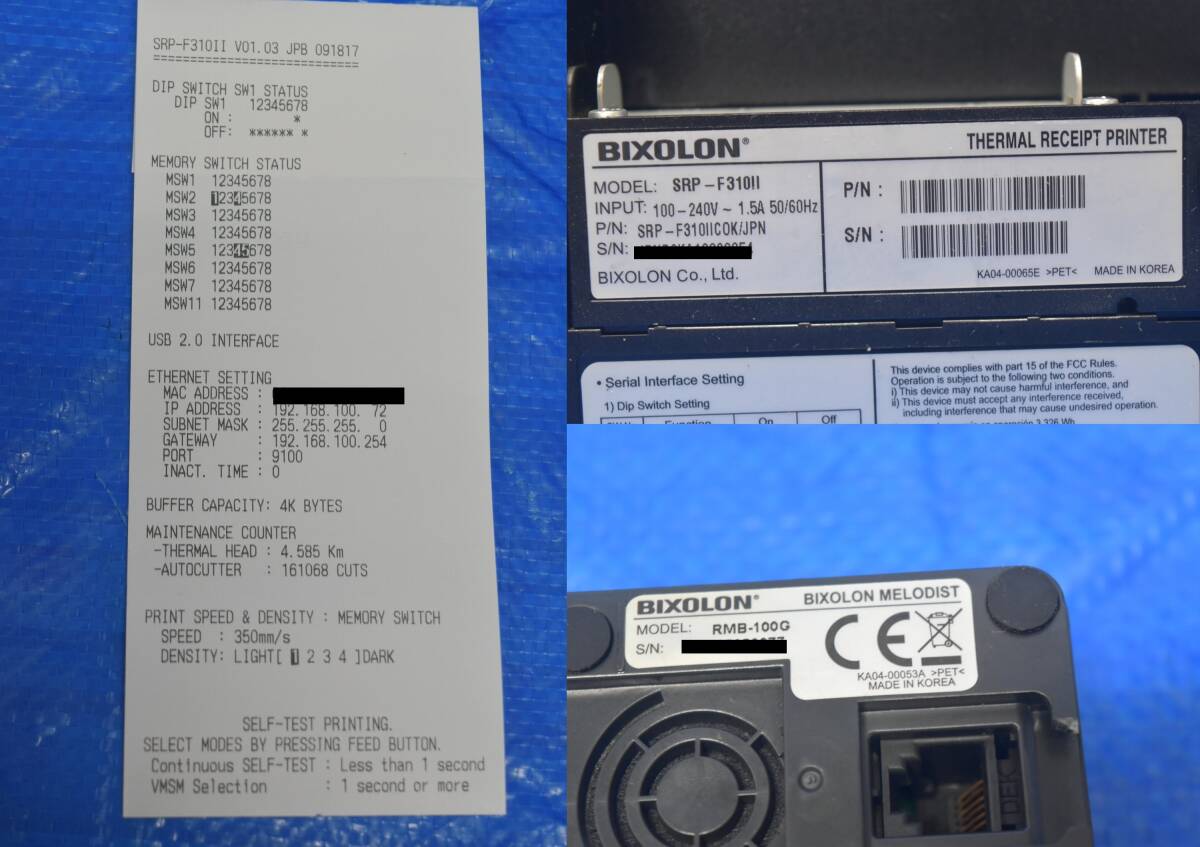 SRP-F310II V01.03 JPB 091817
============================
DIP SWITCH SW1 STATUS
DIP SW1 12345678
ON : *
OFF: ****** *
MEMORY SWITCH STATUS
MSW1 12345678
MSW2 12345678
MSW3 12345678
MSW4 12345678
MSW5 12345678
MSW6 12345678
MSW7 12345678
MSW11 12345678
USB 2.0 INTERFACE
ETHERNET SETTING
MAC ADDRESS :
IP ADDRESS : 192.168.100. 72
SUBNET MASK : 255.255.255. 0
GATEWAY : 192.168.100.254
PORT : 9100
INACT. TIME : 0
BUFFER CAPACITY: 4K BYTES
MAINTENANCE COUNTER
-THERMAL HEAD : 4.585 Km
-AUTOCUTTER : 161068 CUTS
PRINT SPEED & DENSITY : MEMORY SWITCH
SPEED : 350mm/s
DENSITY: LIGHT[ 1 2 3 4 ]DARK
SELF-TEST PRINTING.
SELECT MODES BY PRESSING FEED BUTTON.
Continuous SELF-TEST : Less than 1 second
VMSM Selection : 1 second or more
BIXOLON® THERMAL RECEIPT PRINTER
MODEL: SRP-F310II
INPUT: 100-240V ~ 1.5A 50/60Hz
P/N: SRP-F310IICOK/JPN
S/N:
BIXOLON Co., Ltd.
P/N :
S/N :
KA04-00065E >PET< MADE IN KOREA
• Serial Interface Setting
1) Dip Switch Setting
Function On Off
This device complies with part 15 of the FCC Rules.
Operation is subject to the following two conditions.
i) This device may not cause harmful interference, and
ii) This device must accept any interference received,
including interference that may cause undesired operation.
BIXOLON® BIXOLON MELODIST
MODEL: RMB-100G
S/N:
CE
KA04-00053A >PET<
MADE IN KOREA